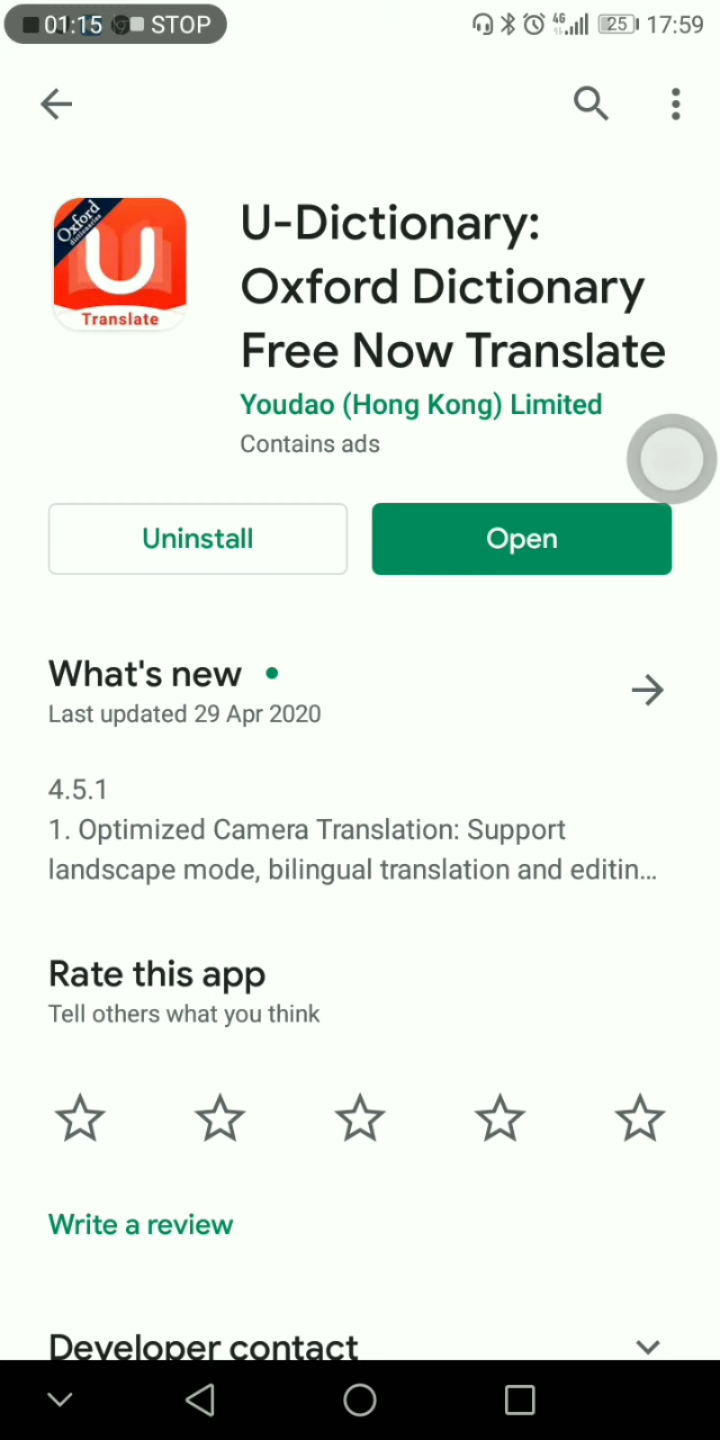 01:15 STOP 4G 25 17:59
Oxford
dictionaries
U
Translate
U-Dictionary:
Oxford Dictionary
Free Now Translate
Youdao (Hong Kong) Limited
Contains ads
Uninstall
Open
What's new
Last updated 29 Apr 2020
4.5.1
1. Optimized Camera Translation: Support
landscape mode, bilingual translation and editin...
Rate this app
Tell others what you think
Write a review
Developer contact